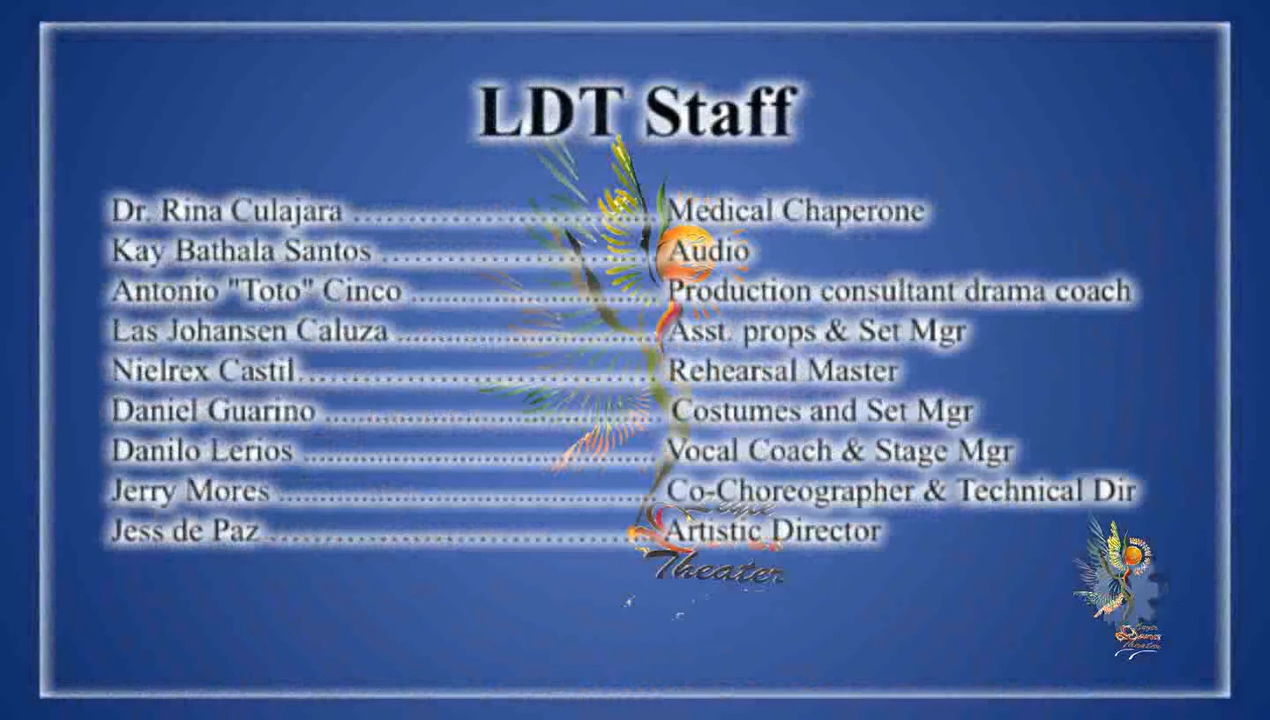 LDT Staff
Dr. Rina Culajara .................................... Medical Chaperone
Kay Bathala Santos ................................ Audio
Antonio "Toto" Cinco ............................. Production consultant drama coach
Las Johansen Caluza .............................. Asst. props & Set Mgr
Nielrex Castil.......................................... Rehearsal Master
Daniel Guarino ....................................... Costumes and Set Mgr
Danilo Lerios ......................................... Vocal Coach & Stage Mgr
Jerry Mores ............................................ Co-Choreographer & Technical Dir
Jess de Paz ............................................. Artistic Director
Theater
Dance
Theater